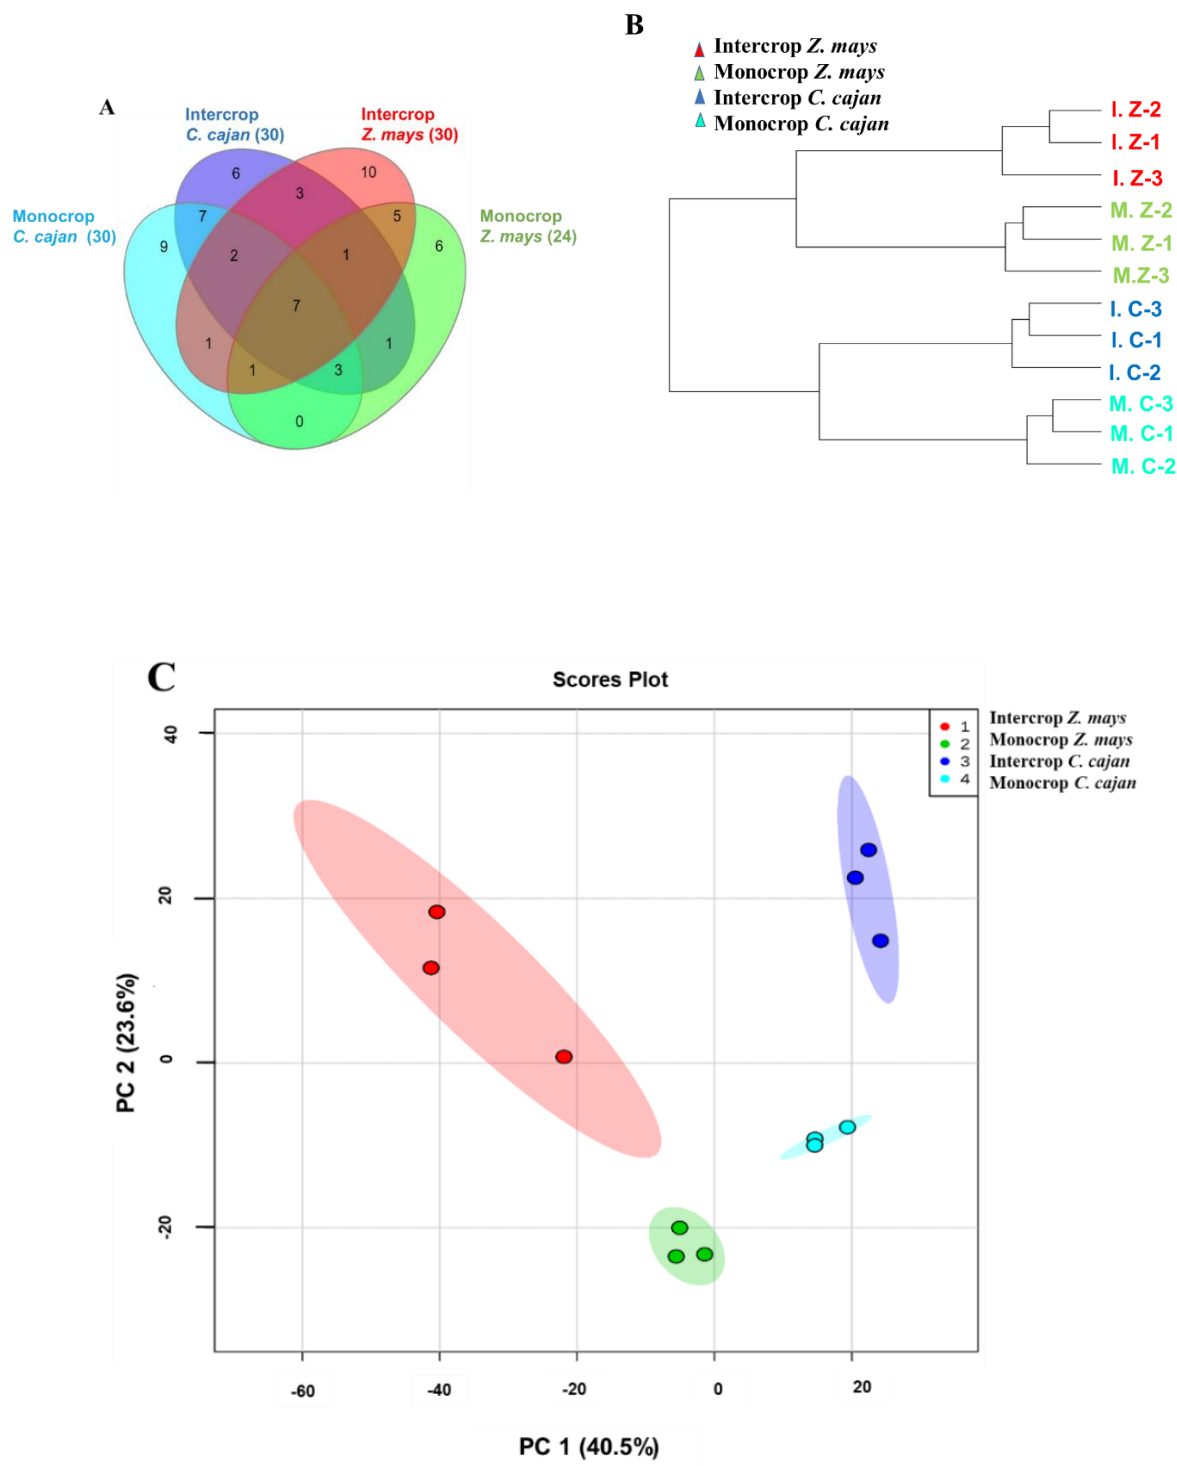 A
Intercrop
C. cajan (30)
Intercrop
Z. mays (30)
Monocrop
C. cajan (30)
Monocrop
Z. mays (24)
6
3
10
7
5
9
2
1
6
7
1
1
1
3
0
B
Intercrop Z. mays
Monocrop Z. mays
Intercrop C. cajan
Monocrop C. cajan
I. Z-2
I. Z-1
I. Z-3
M. Z-2
M. Z-1
M.Z-3
I. C-3
I. C-1
I. C-2
M. C-3
M. C-1
M. C-2
C
Scores Plot
1 Intercrop Z. mays
2 Monocrop Z. mays
3 Intercrop C. cajan
4 Monocrop C. cajan
40
20
0
-20
PC 2 (23.6%)
-60 -40 -20 0 20
PC 1 (40.5%)